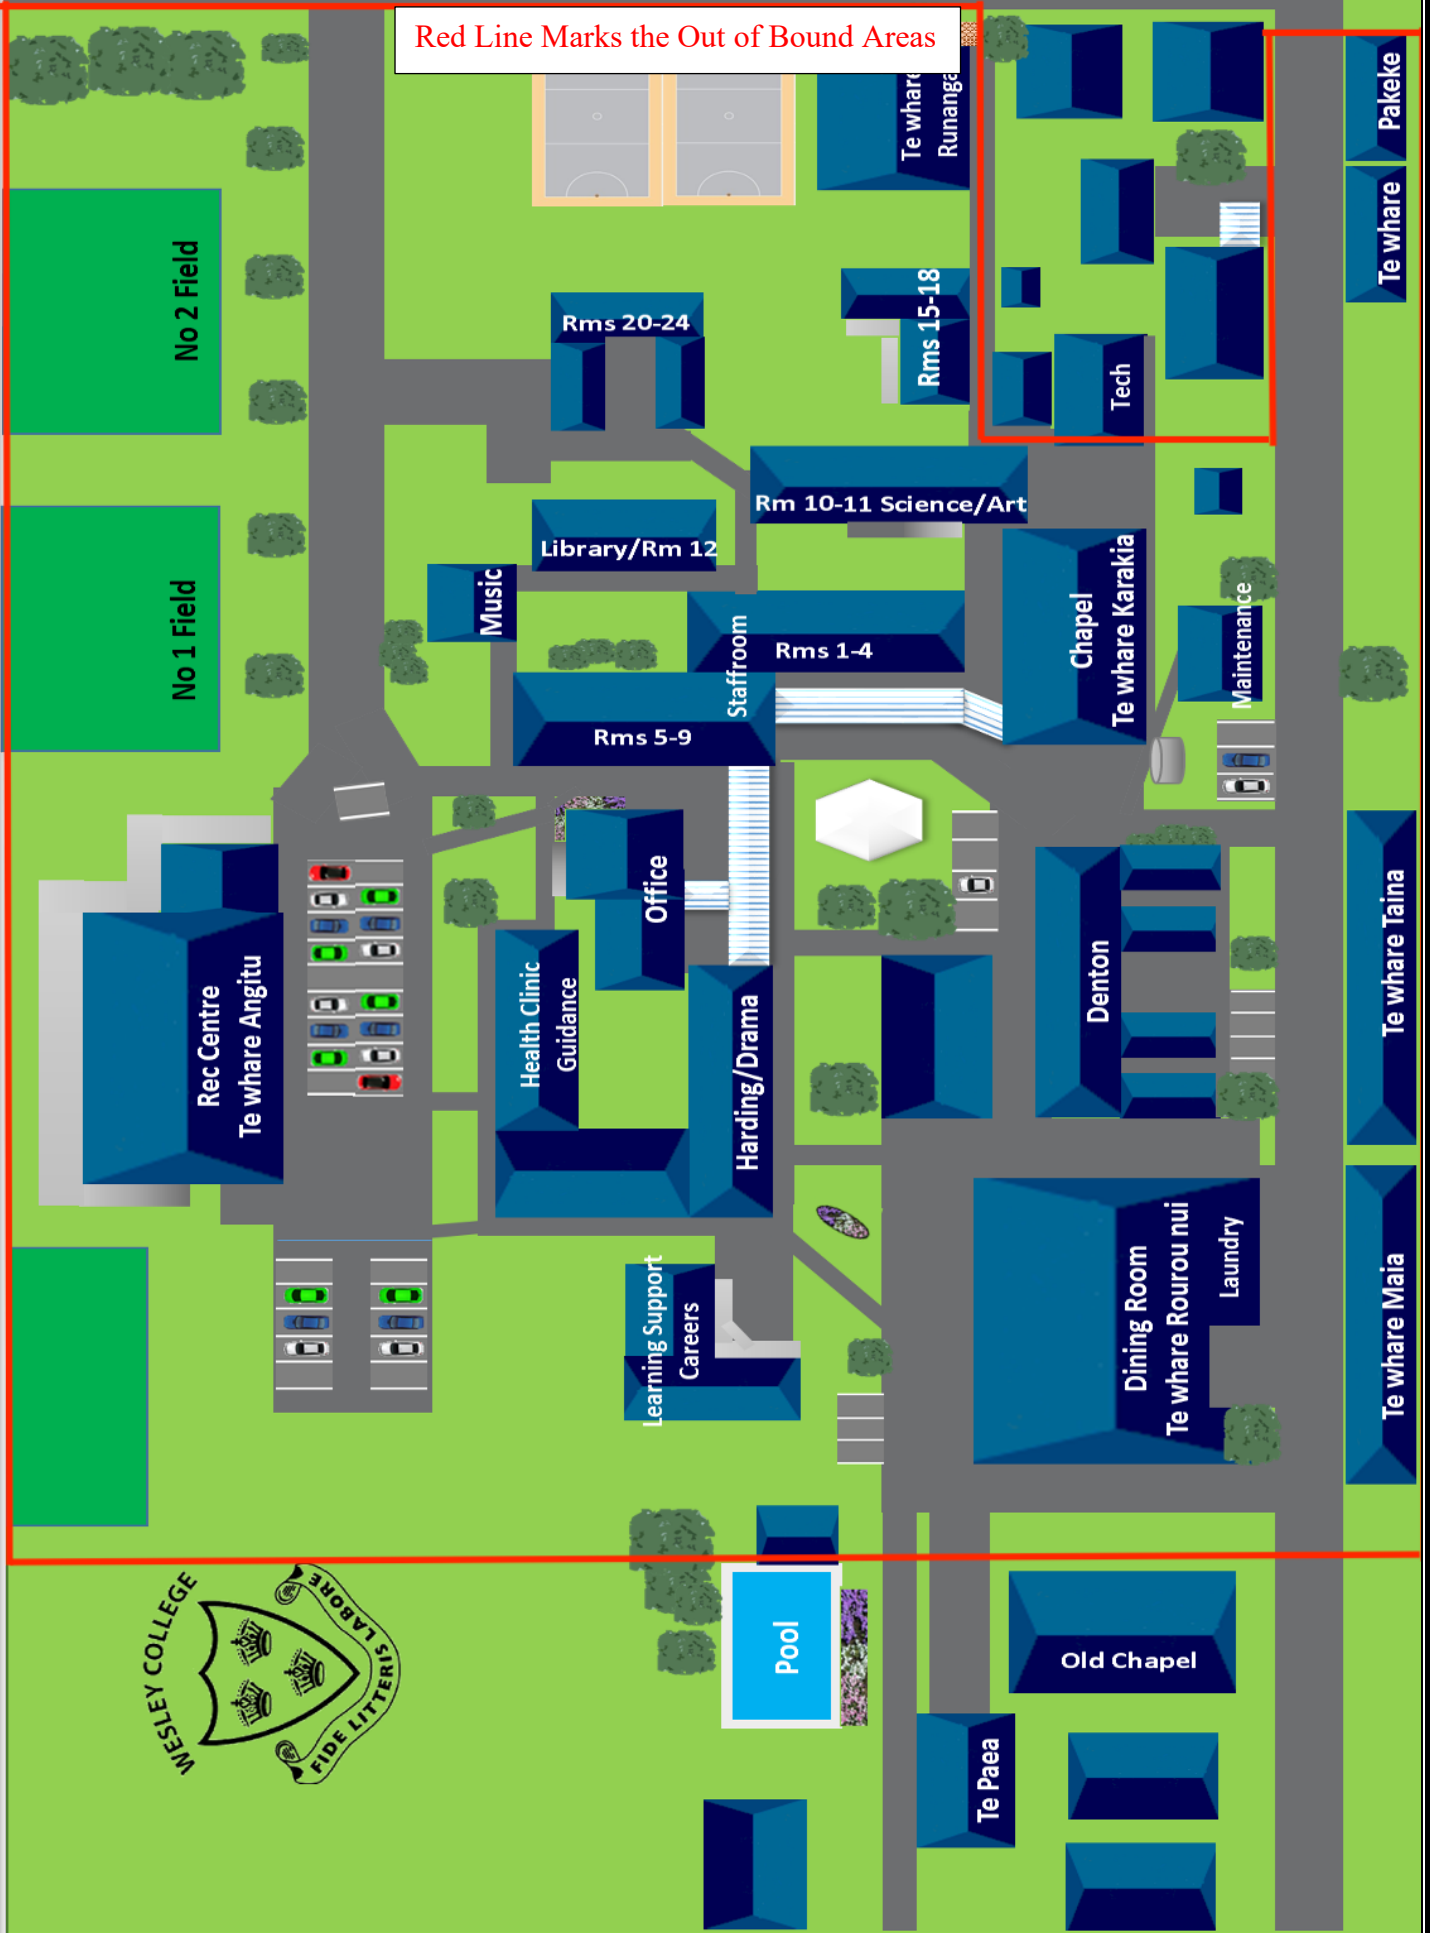 Red Line Marks the Out of Bound Areas
Te whare
Runanga
Pakeke
Te whare
No 2 Field
Rms 20-24
Rms 15-18
Tech
Rm 10-11 Science/Art
Library/Rm 12
Music
No 1 Field
Staffroom
Rms 1-4
Rms 5-9
Chapel
Te whare Karakia
Maintenance
Office
Rec Centre
Te whare Angitu
Health Clinic
Guidance
Harding/Drama
Denton
Te whare Taina
Learning Support
Careers
Dining Room
Te whare Rourou nui
Laundry
Te whare Maia
WESLEY COLLEGE
FIDE LITTERIS LABORE
Pool
Old Chapel
Te Paea